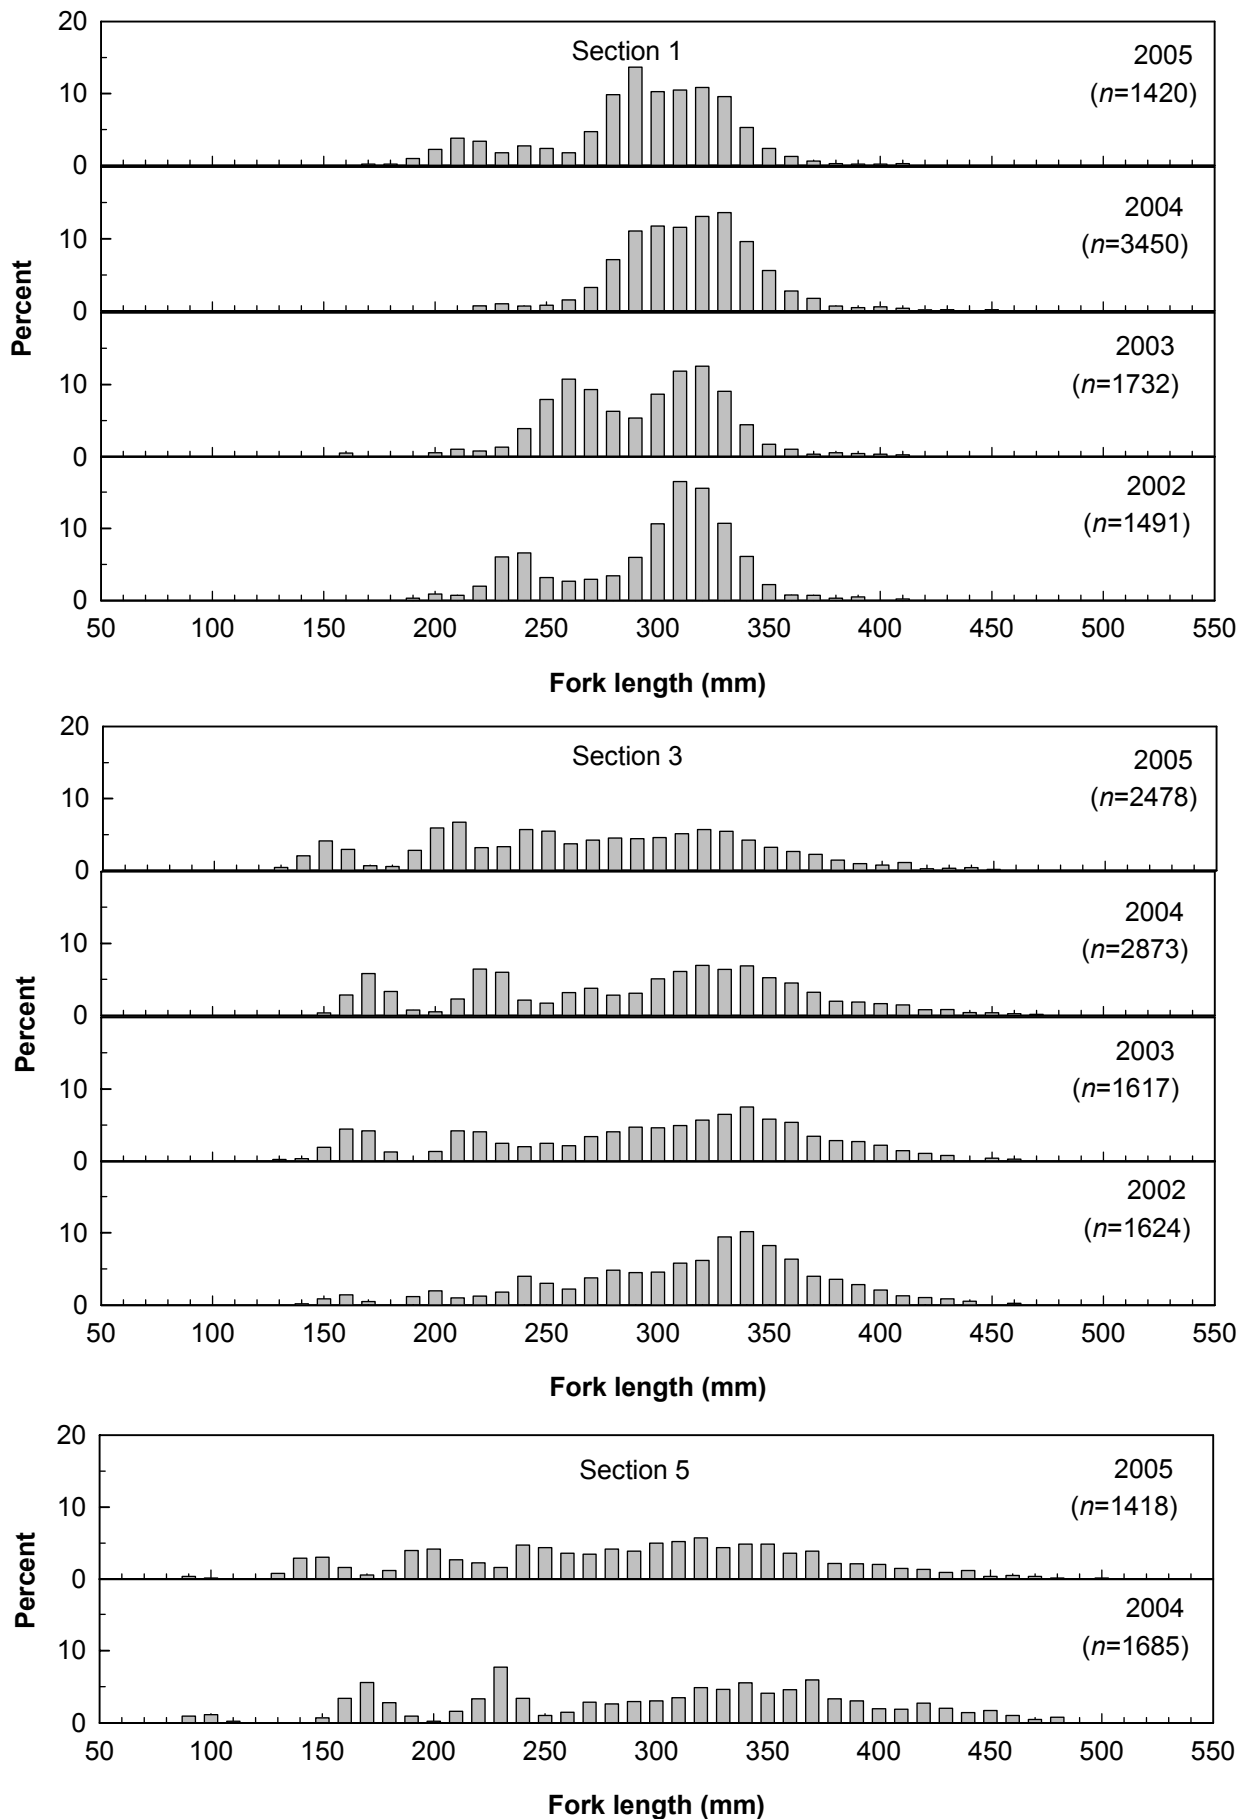 20
Section 1
2005
(n=1420)
10
0
2004
(n=3450)
10
0
Percent
2003
(n=1732)
10
0
2002
(n=1491)
10
0
50 100 150 200 250 300 350 400 450 500 550
Fork length (mm)
20
Section 3
2005
(n=2478)
10
0
2004
(n=2873)
10
0
Percent
2003
(n=1617)
10
0
2002
(n=1624)
10
0
50 100 150 200 250 300 350 400 450 500 550
Fork length (mm)
20
Section 5
2005
(n=1418)
10
0
Percent
2004
(n=1685)
10
0
50 100 150 200 250 300 350 400 450 500 550
Fork length (mm)